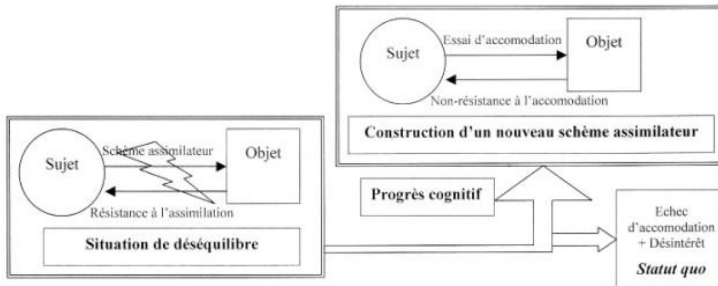 Sujet
Essai d'accomodation
Objet
Non-résistance à l'accomodation
Construction d'un nouveau schème assimilateur
Sujet
Schème assimilateur
Objet
Résistance à l'assimilation
Situation de déséquilibre
Progrès cognitif
Echec
d'accomodation
+ Désintérêt
Statut quo